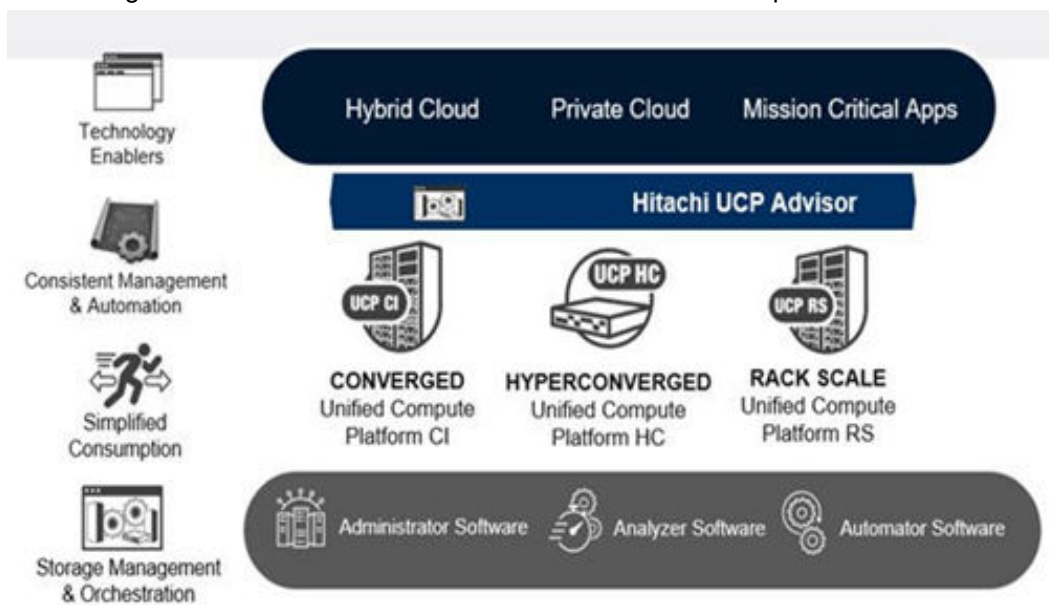 Technology
Enablers
Consistent Management
& Automation
Simplified
Consumption
Storage Management
& Orchestration
Hybrid Cloud Private Cloud Mission Critical Apps
Hitachi UCP Advisor
UCP CI
UCP HC
UCP RS
CONVERGED
Unified Compute
Platform CI
HYPERCONVERGED
Unified Compute
Platform HC
RACK SCALE
Unified Compute
Platform RS
Administrator Software Analyzer Software Automator Software